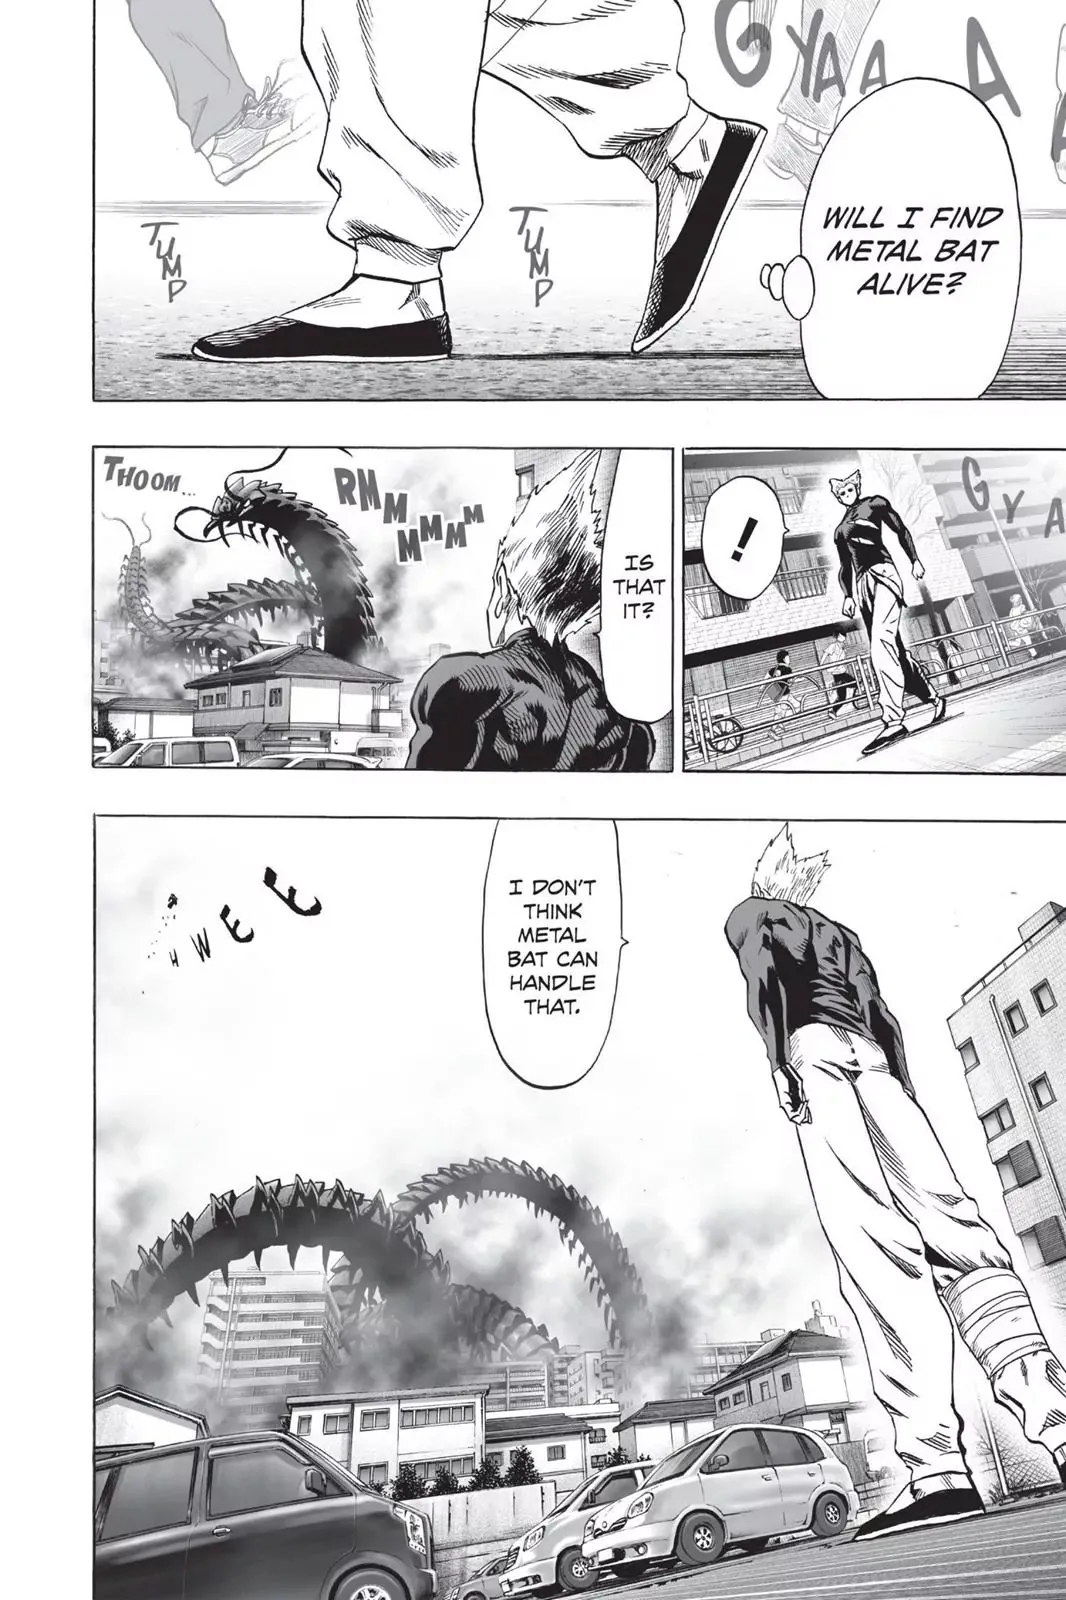 GYAA A A
WILL I FIND
METAL BAT
ALIVE?
TUMP
TUMP
THOOM...
RMM
MMMM
IS
THAT
IT?
!
GYA
HWEEE
I DON'T
THINK
METAL
BAT CAN
HANDLE
THAT.